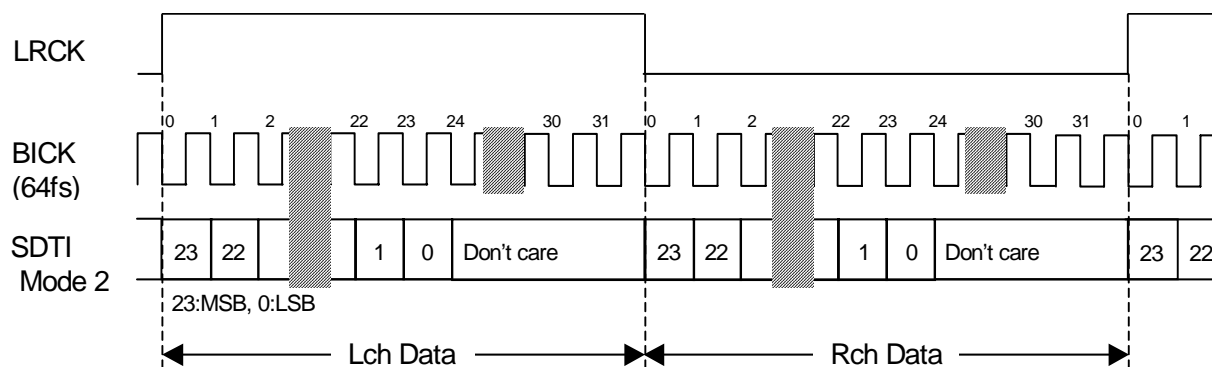 LRCK
0 1 2 22 23 24 30 31 0 1 2 22 23 24 30 31 0 1
BICK
(64fs)
SDTI
Mode 2
23 22 1 0 Don't care 23 22 1 0 Don't care 23 22
23:MSB, 0:LSB
Lch Data Rch Data